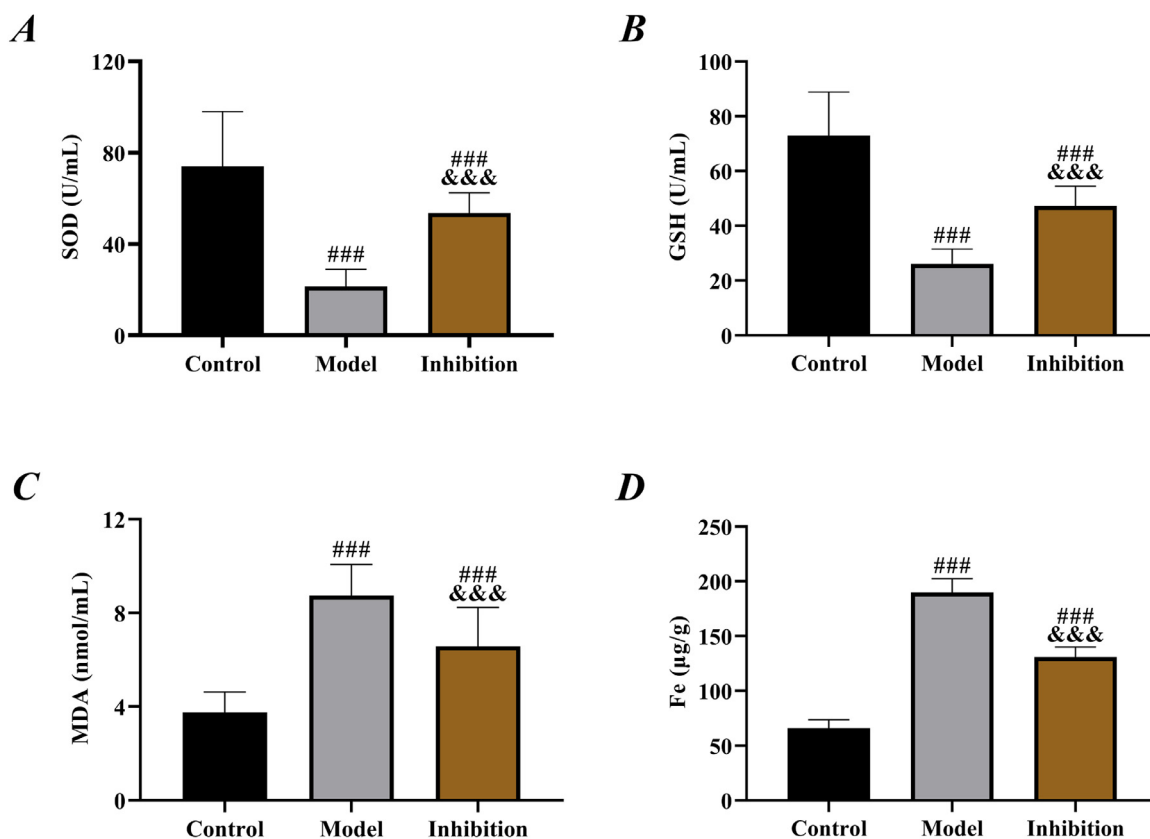 A
SOD (U/mL)
120
80
40
0
###
###
&&&
Control Model Inhibition
B
GSH (U/mL)
100
80
60
40
20
0
###
###
&&&
Control Model Inhibition
C
MDA (nmol/mL)
12
8
4
0
###
###
&&&
Control Model Inhibition
D
Fe (µg/g)
250
200
150
100
50
0
###
###
&&&
Control Model Inhibition